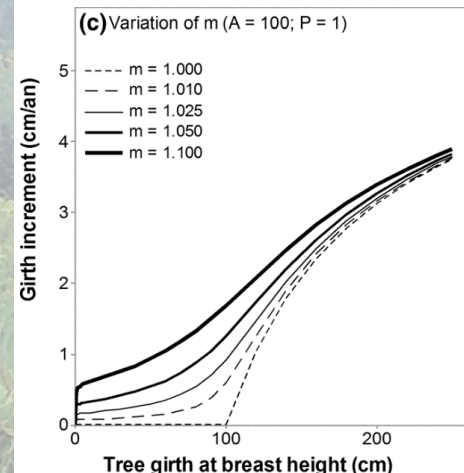 (c) Variation of m (A = 100; P = 1)
m = 1.000
m = 1.010
m = 1.025
m = 1.050
m = 1.100
Girth increment (cm/an)
5
4
3
2
1
0
0 100 200
Tree girth at breast height (cm)